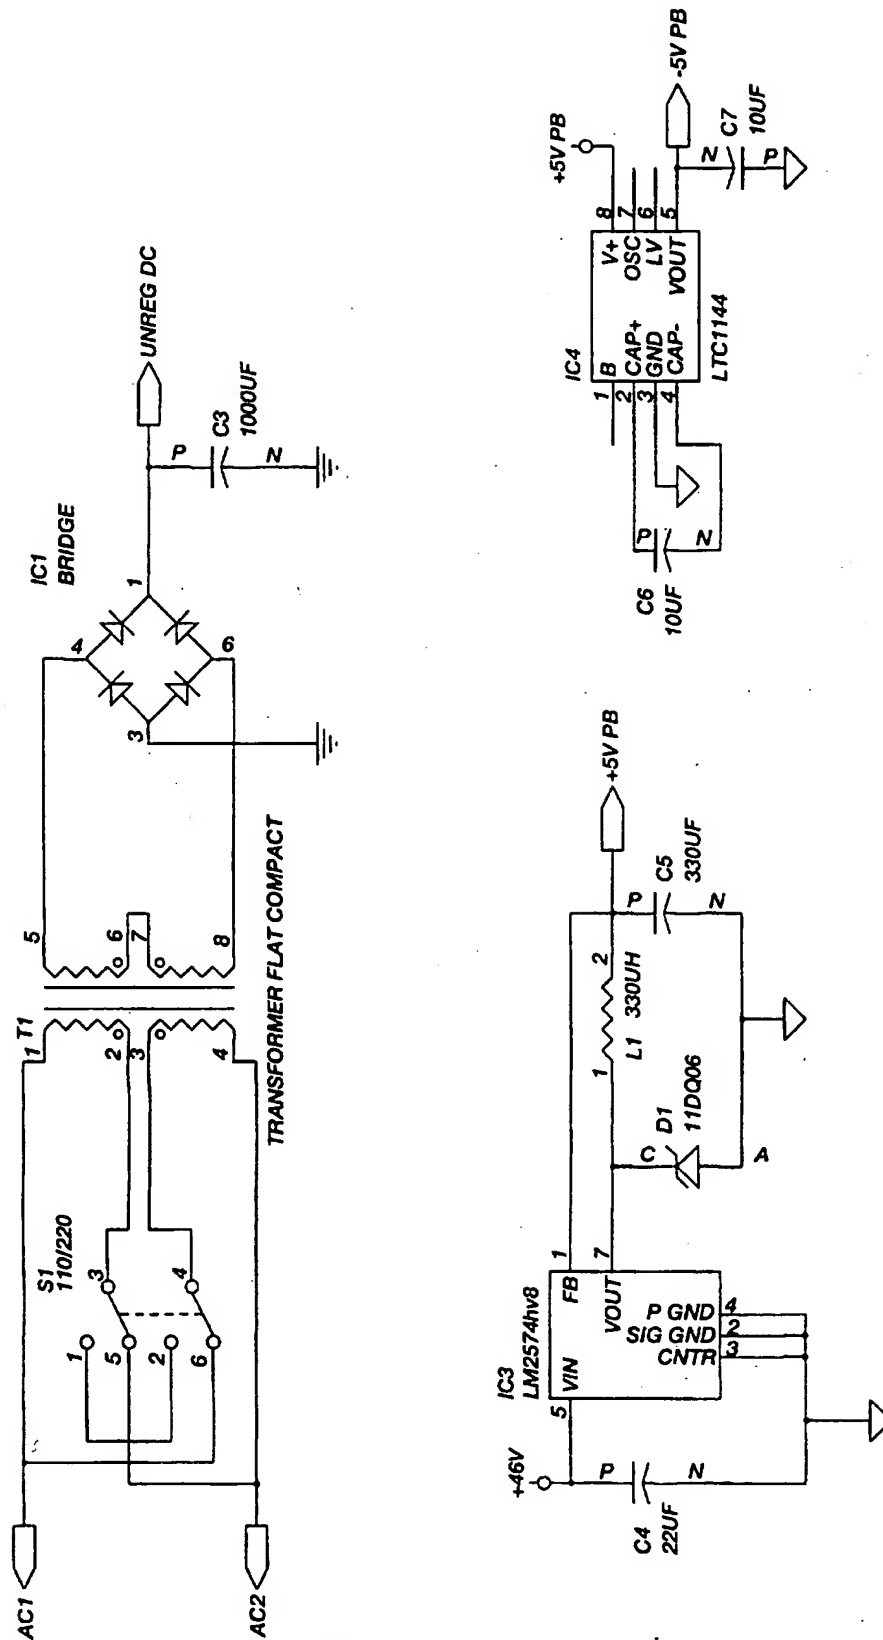 AC1
AC2
S1
110/220
1
5
2
6
3
4
T1
1
2
3
4
5
6
7
8
TRANSFORMER FLAT COMPACT
IC1
BRIDGE
4
1
3
6
P
N
C3
1000UF
UNREG DC
+46V
P
N
C4
22UF
IC3
LM2574hv8
5
VIN
FB
1
VOUT
7
P GND
4
SIG GND
2
CNTR
3
C
A
D1
11DQ06
1
2
L1 330UH
P
N
C5
330UF
+5V PB
C6
10UF
P
N
IC4
1
B
2
CAP+
3
GND
4
CAP-
V+
8
OSC
7
LV
6
VOUT
5
LTC1144
+5V PB
-5V PB
N
P
C7
10UF